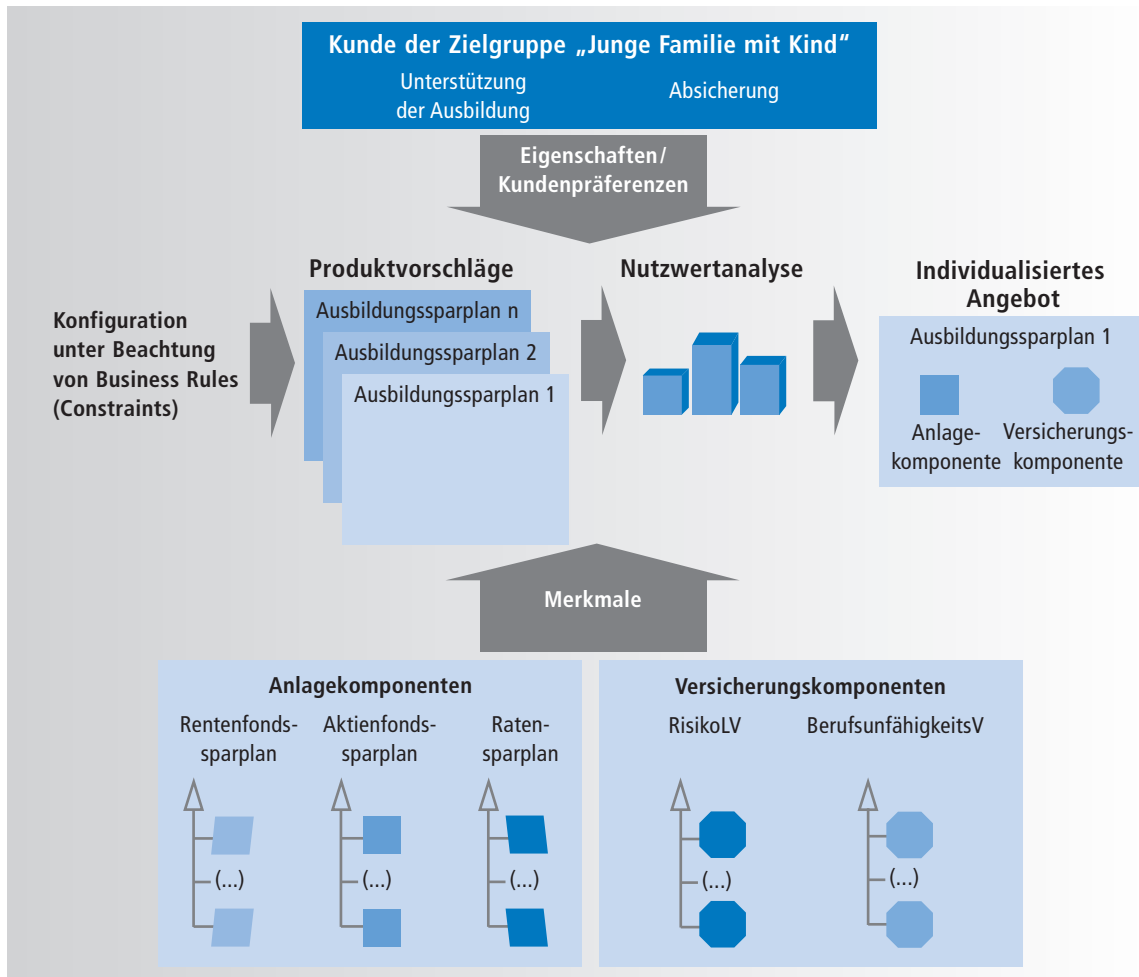 Kunde der Zielgruppe „Junge Familie mit Kind“
Unterstützung
der Ausbildung
Absicherung
Eigenschaften/
Kundenpräferenzen
Konfiguration
unter Beachtung
von Business Rules
(Constraints)
Produktvorschläge
Ausbildungssparplan n
Ausbildungssparplan 2
Ausbildungssparplan 1
Nutzwertanalyse
Individualisiertes
Angebot
Ausbildungssparplan 1
Anlage-
komponente
Versicherungs-
komponente
Merkmale
Anlagekomponenten
Rentenfonds-
sparplan
Aktienfonds-
sparplan
Raten-
sparplan
(...)
(...)
(...)
Versicherungskomponenten
RisikoLV
BerufsunfähigkeitsV
(...)
(...)